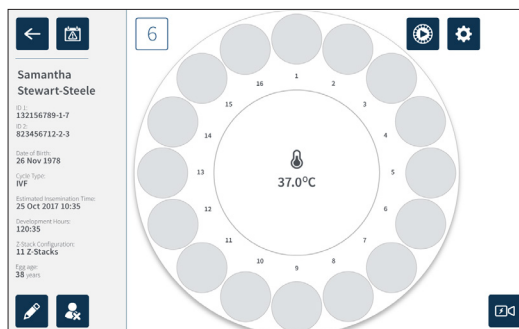 6
Samantha
Stewart-Steele
ID 1:
132156789-1-7
ID 2:
823456712-2-3
Date of Birth:
26 Nov 1978
Cycle Type:
IVF
Estimated Insemination Time:
25 Oct 2017 10:35
Development Hours:
120:35
Z-Stack Configuration:
11 Z-Stacks
Egg age:
38 years
1
2
3
4
5
6
7
8
9
10
11
12
13
14
15
16
37.0°C